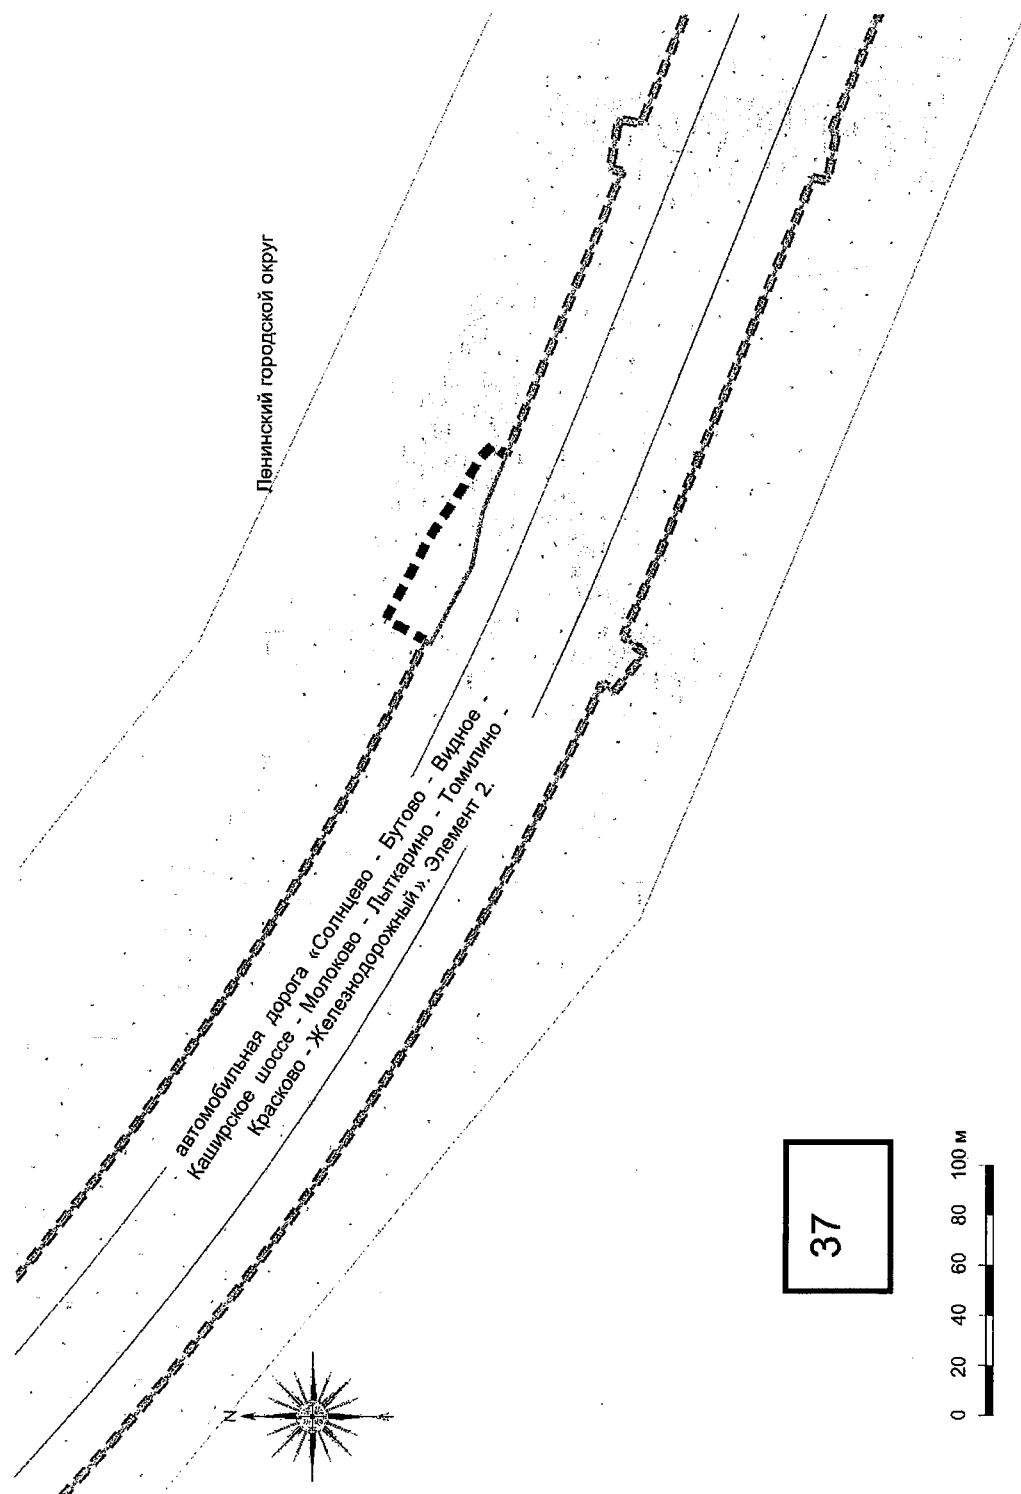 Ленинский городской округ
автомобильная дорога «Солнцево - Бутово - Видное -
Каширское шоссе - Молоково - Лыткарино - Томилино -
Красково - Железнодорожный». Элемент 2.
N
37
0 20 40 60 80 100 м